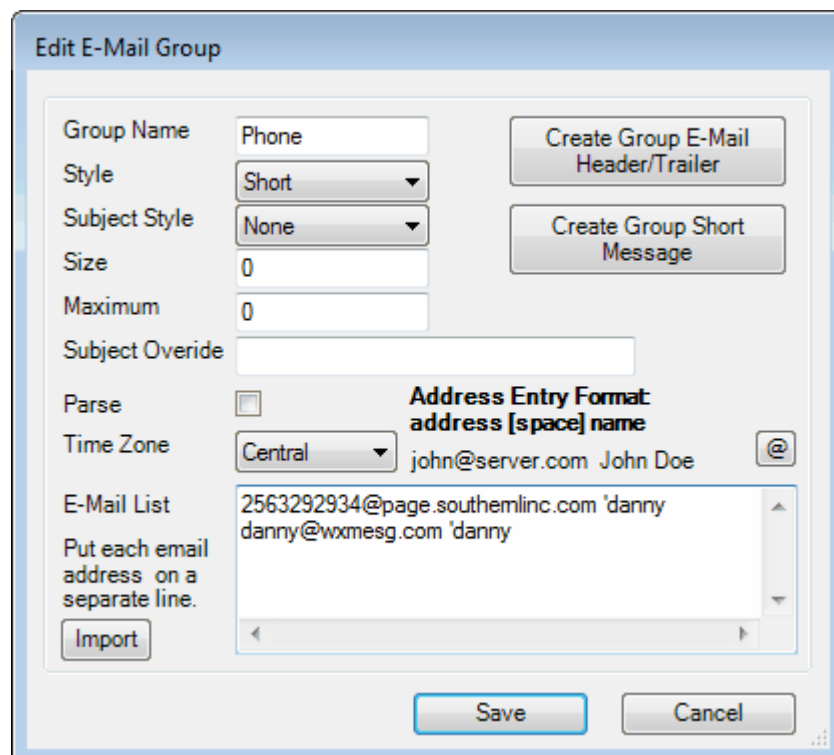 Edit E-Mail Group
Group Name
Phone
Create Group E-Mail
Header/Trailer
Style
Short
Subject Style
None
Create Group Short
Message
Size
0
Maximum
0
Subject Overide
Parse
Address Entry Format:
address [space] name
Time Zone
Central
john@server.com  John Doe
@
E-Mail List
2563292934@page.southernlinc.com 'danny
danny@wxmesg.com 'danny
Put each email
address  on a
separate line.
Import
Save
Cancel